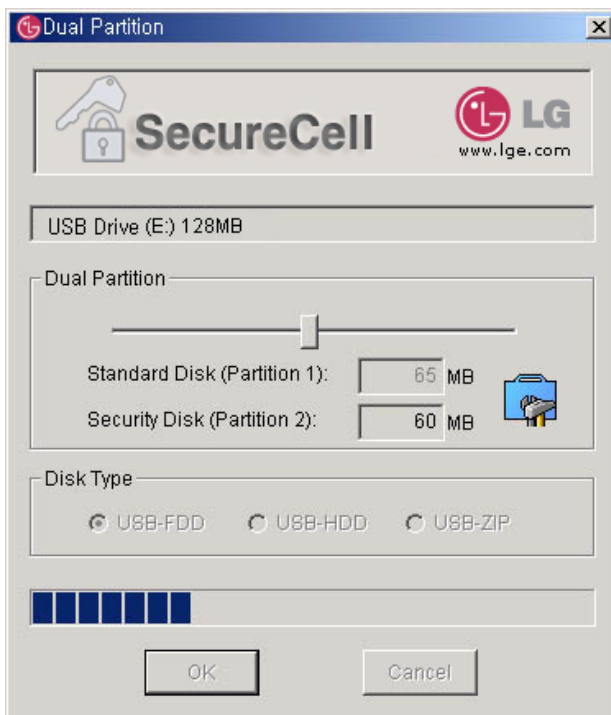 Dual Partition
SecureCell
LG
www.lge.com
USB Drive (E:) 128MB
Dual Partition
Standard Disk (Partition 1): 65 MB
Security Disk (Partition 2): 60 MB
Disk Type
USB-FDD USB-HDD USB-ZIP
OK Cancel